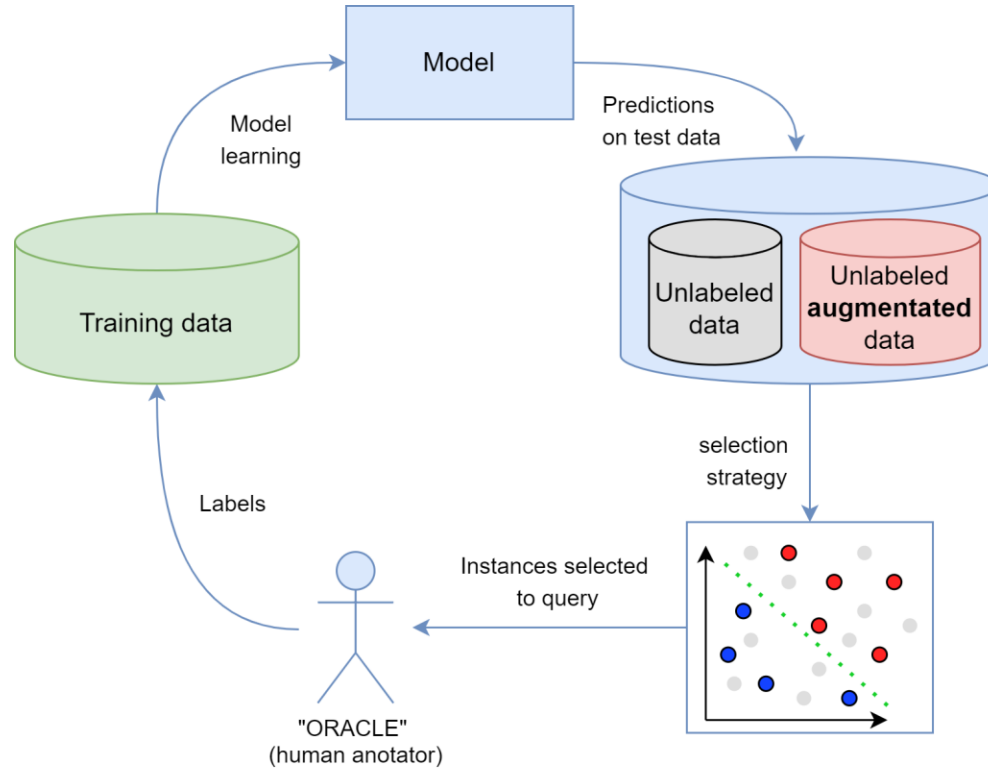 Model
Predictions
on test data
Model
learning
Training data
Unlabeled
data
Unlabeled
augmentated
data
selection
strategy
Instances selected
to query
Labels
"ORACLE"
(human anotator)